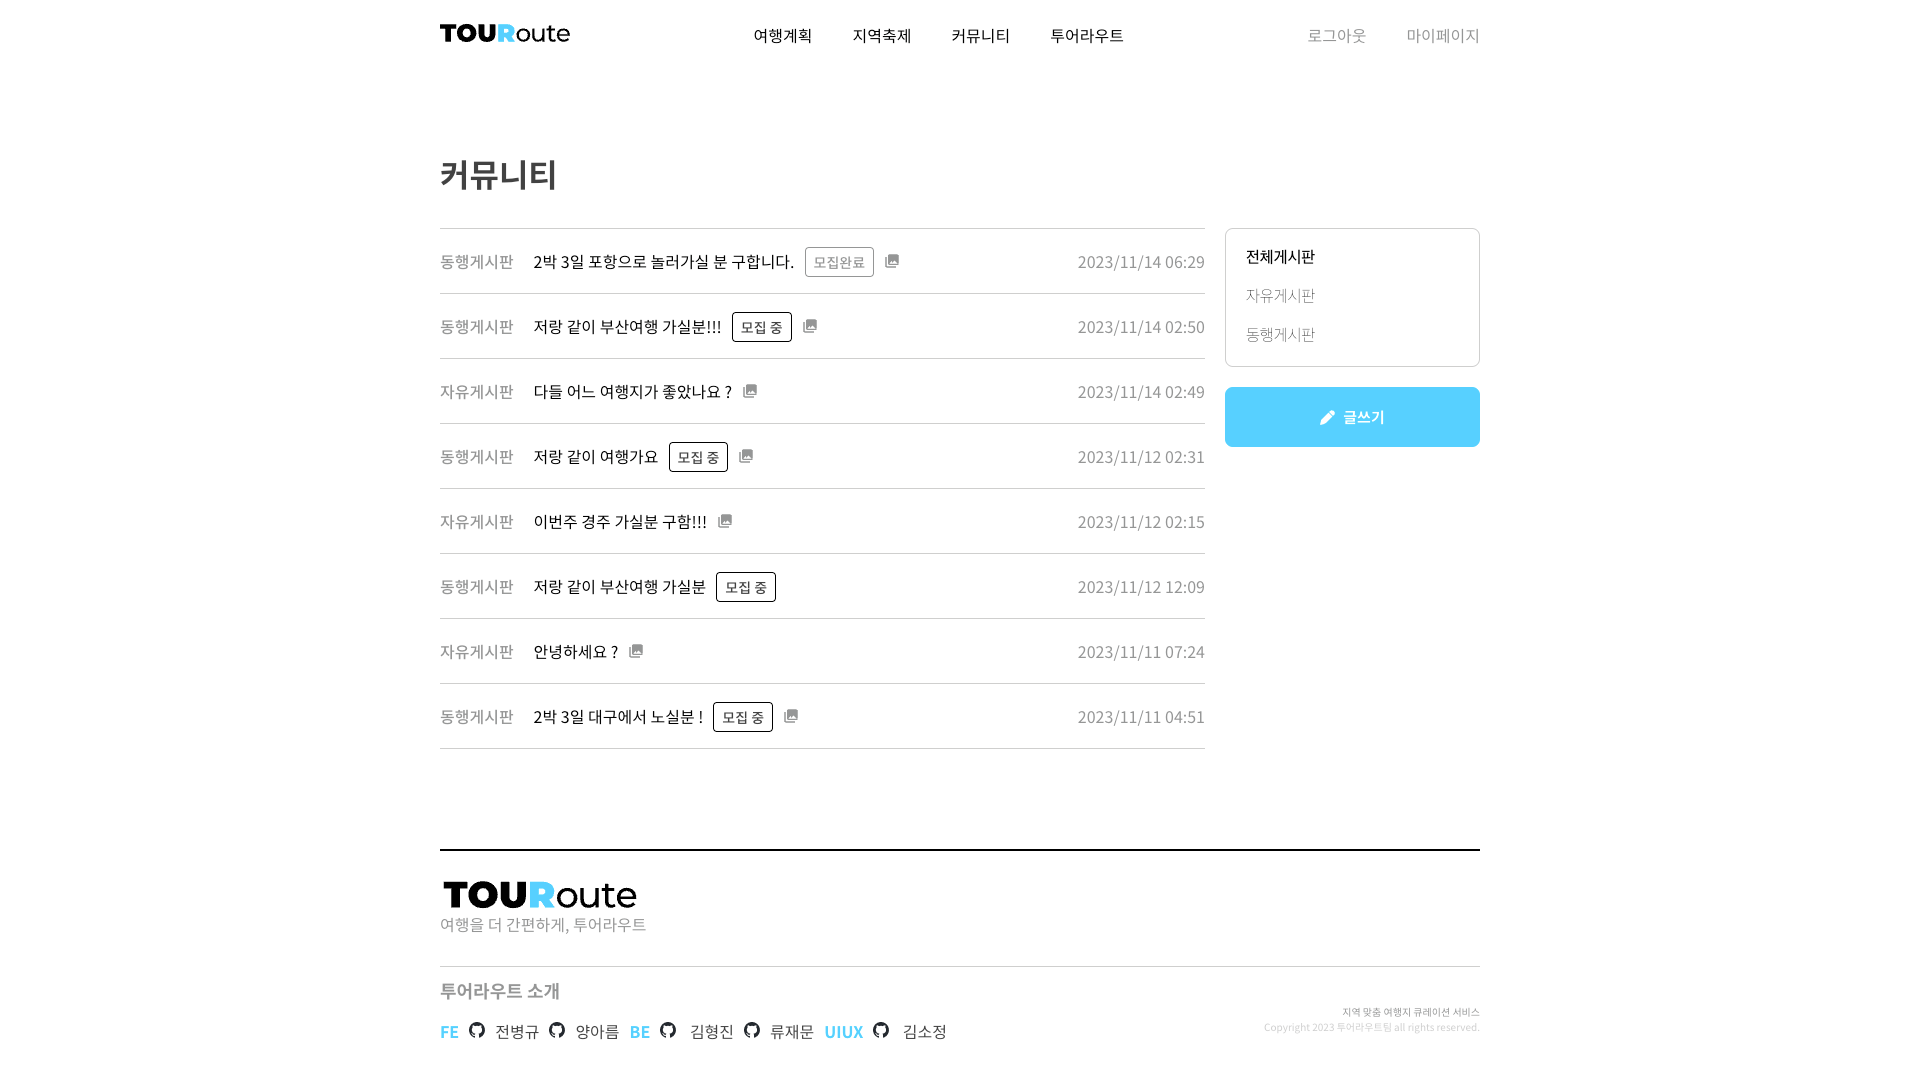 TOURoute 여행계획 지역축제 커뮤니티 투어라우트 로그아웃 마이페이지
커뮤니티
동행게시판 2박 3일 포항으로 놀러가실 분 구합니다. 모집완료 2023/11/14 06:29
동행게시판 저랑 같이 부산여행 가실분!!! 모집 중 2023/11/14 02:50
자유게시판 다들 어느 여행지가 좋았나요 ? 2023/11/14 02:49
동행게시판 저랑 같이 여행가요 모집 중 2023/11/12 02:31
자유게시판 이번주 경주 가실분 구함!!! 2023/11/12 02:15
동행게시판 저랑 같이 부산여행 가실분 모집 중 2023/11/12 12:09
자유게시판 안녕하세요 ? 2023/11/11 07:24
동행게시판 2박 3일 대구에서 노실분 ! 모집 중 2023/11/11 04:51
전체게시판
자유게시판
동행게시판
글쓰기
TOURoute
여행을 더 간편하게, 투어라우트
투어라우트 소개
FE 전병규 양아름 BE 김형진 류재문 UIUX 김소정
지역 맞춤 여행지 큐레이션 서비스
Copyright 2023 투어라우트팀 all rights reserved.